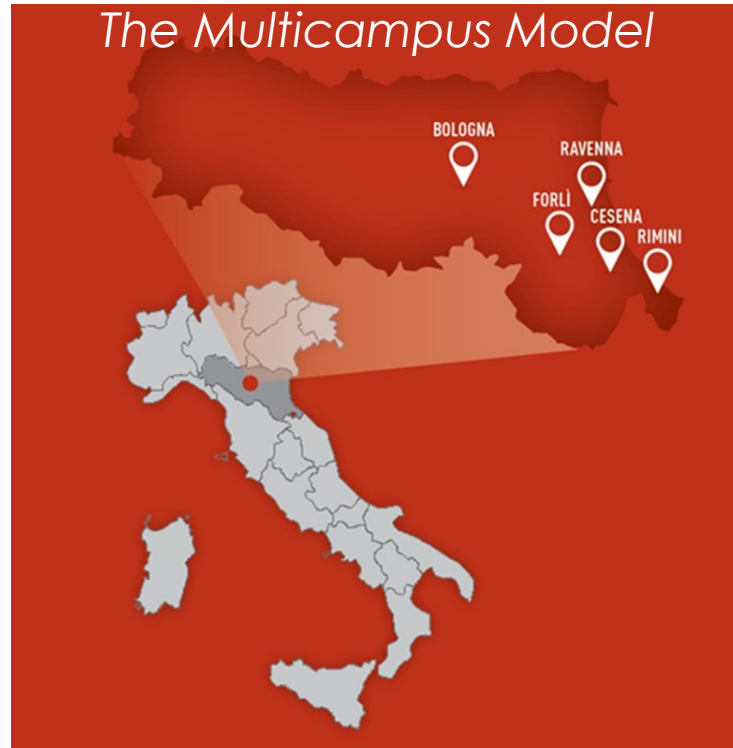 The Multicampus Model
BOLOGNA
RAVENNA
FORLÌ
CESENA
RIMINI